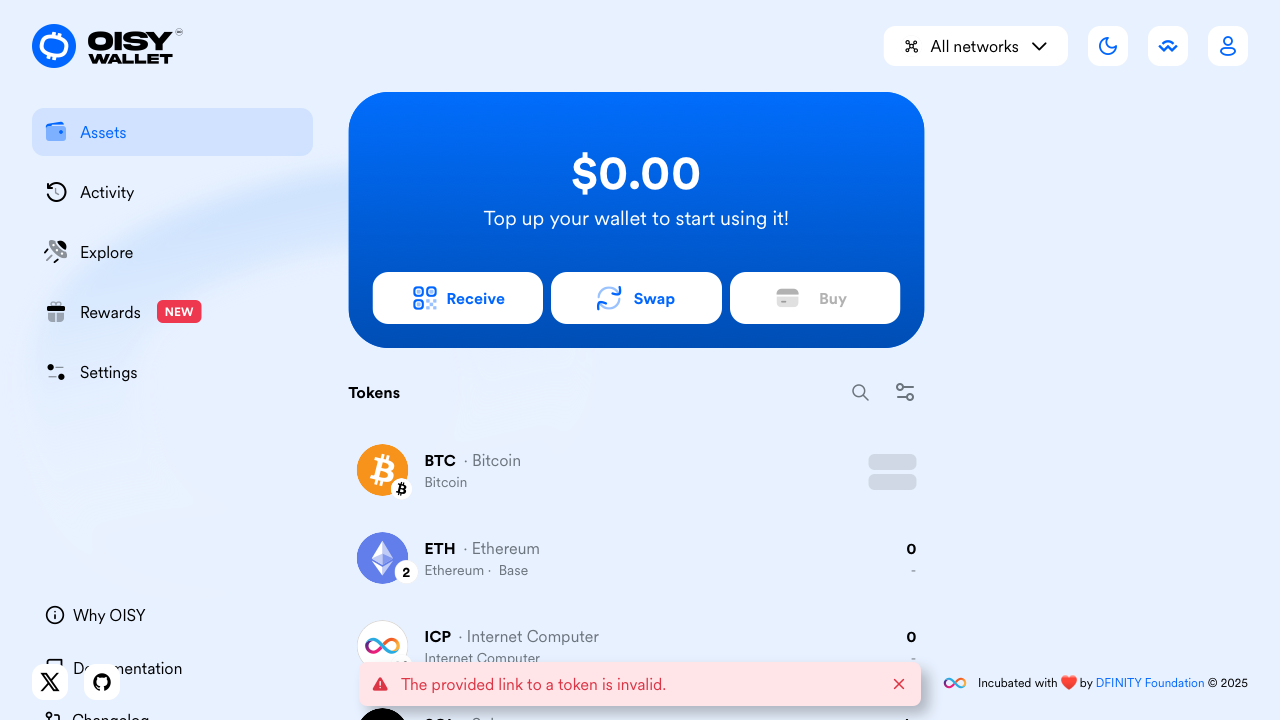 OISY
WALLET
All networks
Assets
Activity
Explore
Rewards NEW
Settings
$0.00
Top up your wallet to start using it!
Receive
Swap
Buy
Tokens
BTC · Bitcoin
Bitcoin
ETH · Ethereum
0
2
Ethereum · Base
-
ICP · Internet Computer
0
Internet Computer
-
The provided link to a token is invalid.
Why OISY
Documentation
Changelog
Incubated with ❤️ by DFINITY Foundation © 2025